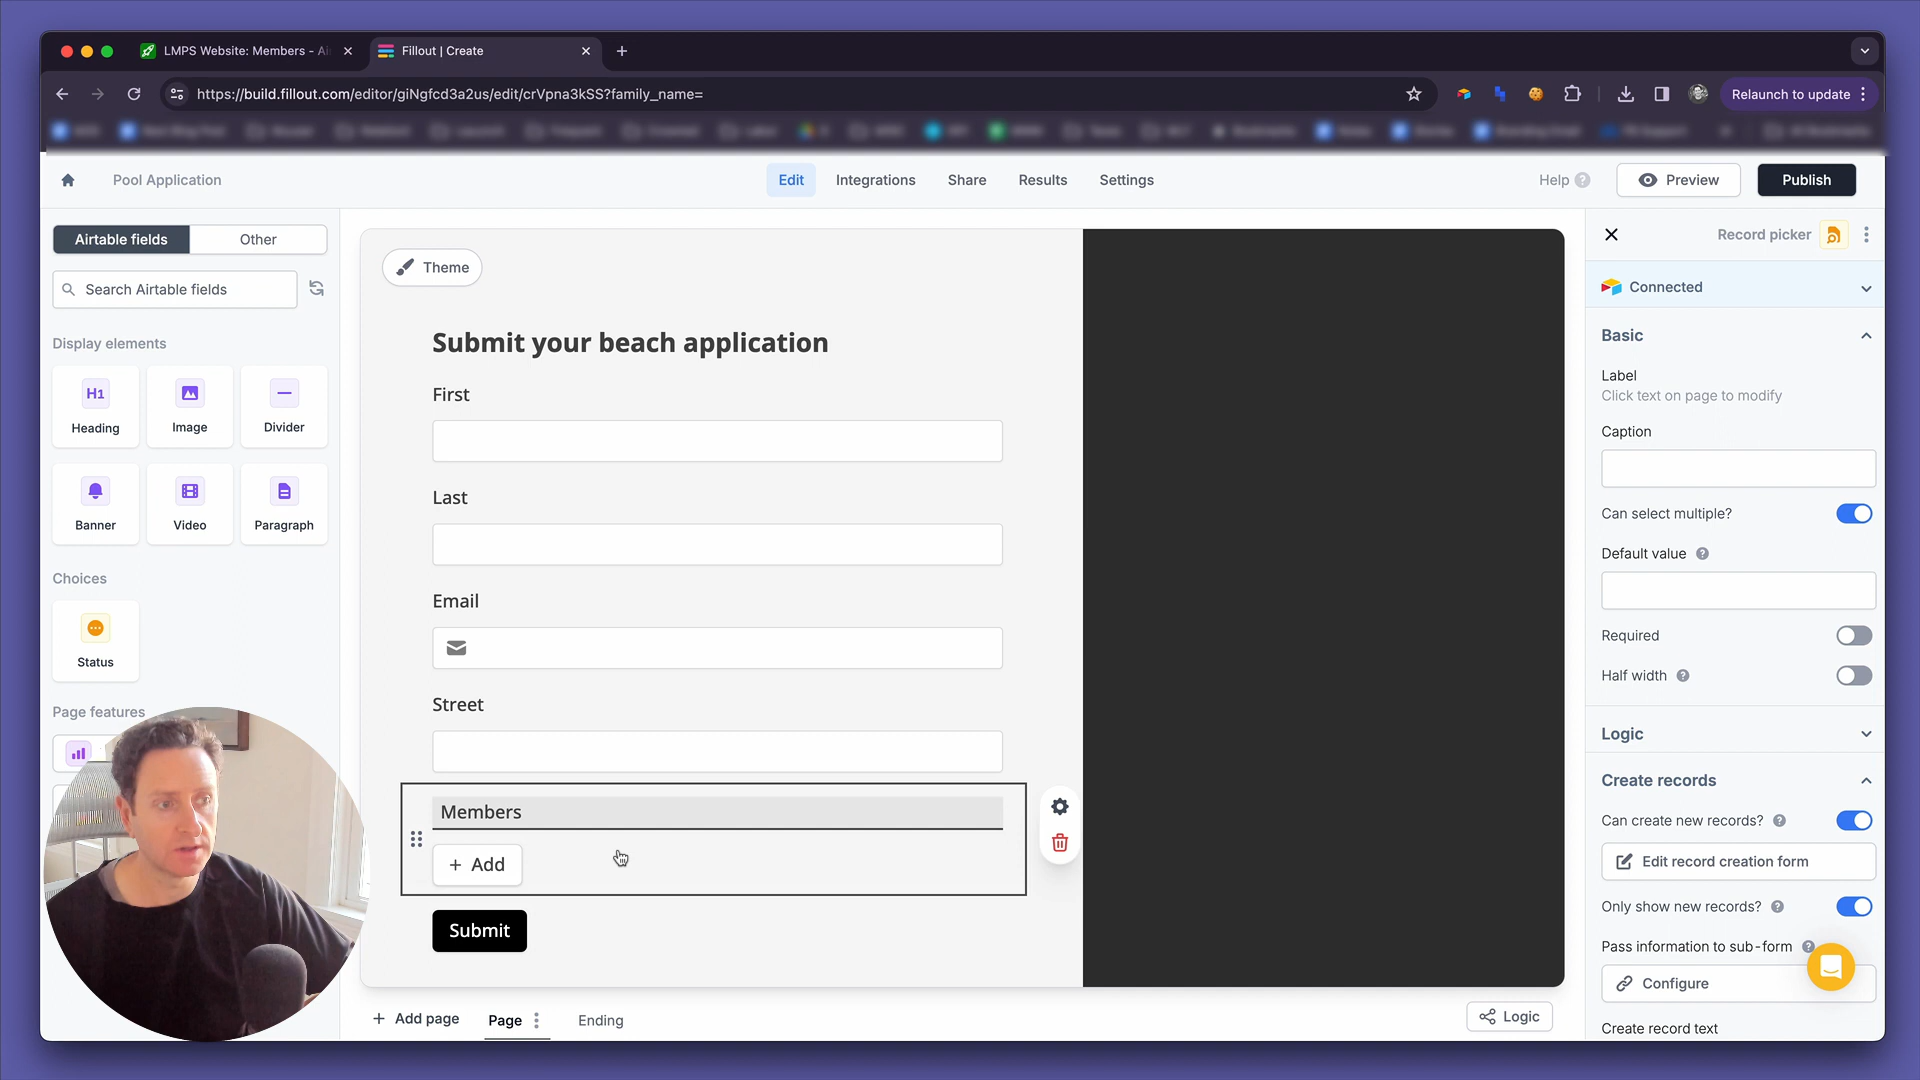 LMPS Website: Members - Ai
Fillout | Create
https://build.fillout.com/editor/giNgfcd3a2us/edit/crVpna3kSS?family_name=
Relaunch to update
Pool Application
Edit
Integrations
Share
Results
Settings
Help
Preview
Publish
Airtable fields
Other
Search Airtable fields
Display elements
H1
Heading
Image
Divider
Banner
Video
Paragraph
Choices
Status
Page features
Theme
Submit your beach application
First
Last
Email
Street
Members
+ Add
Submit
+ Add page
Page
Ending
Logic
Record picker
Connected
Basic
Label
Click text on page to modify
Caption
Can select multiple?
Default value
Required
Half width
Logic
Create records
Can create new records?
Edit record creation form
Only show new records?
Pass information to sub-form
Configure
Create record text